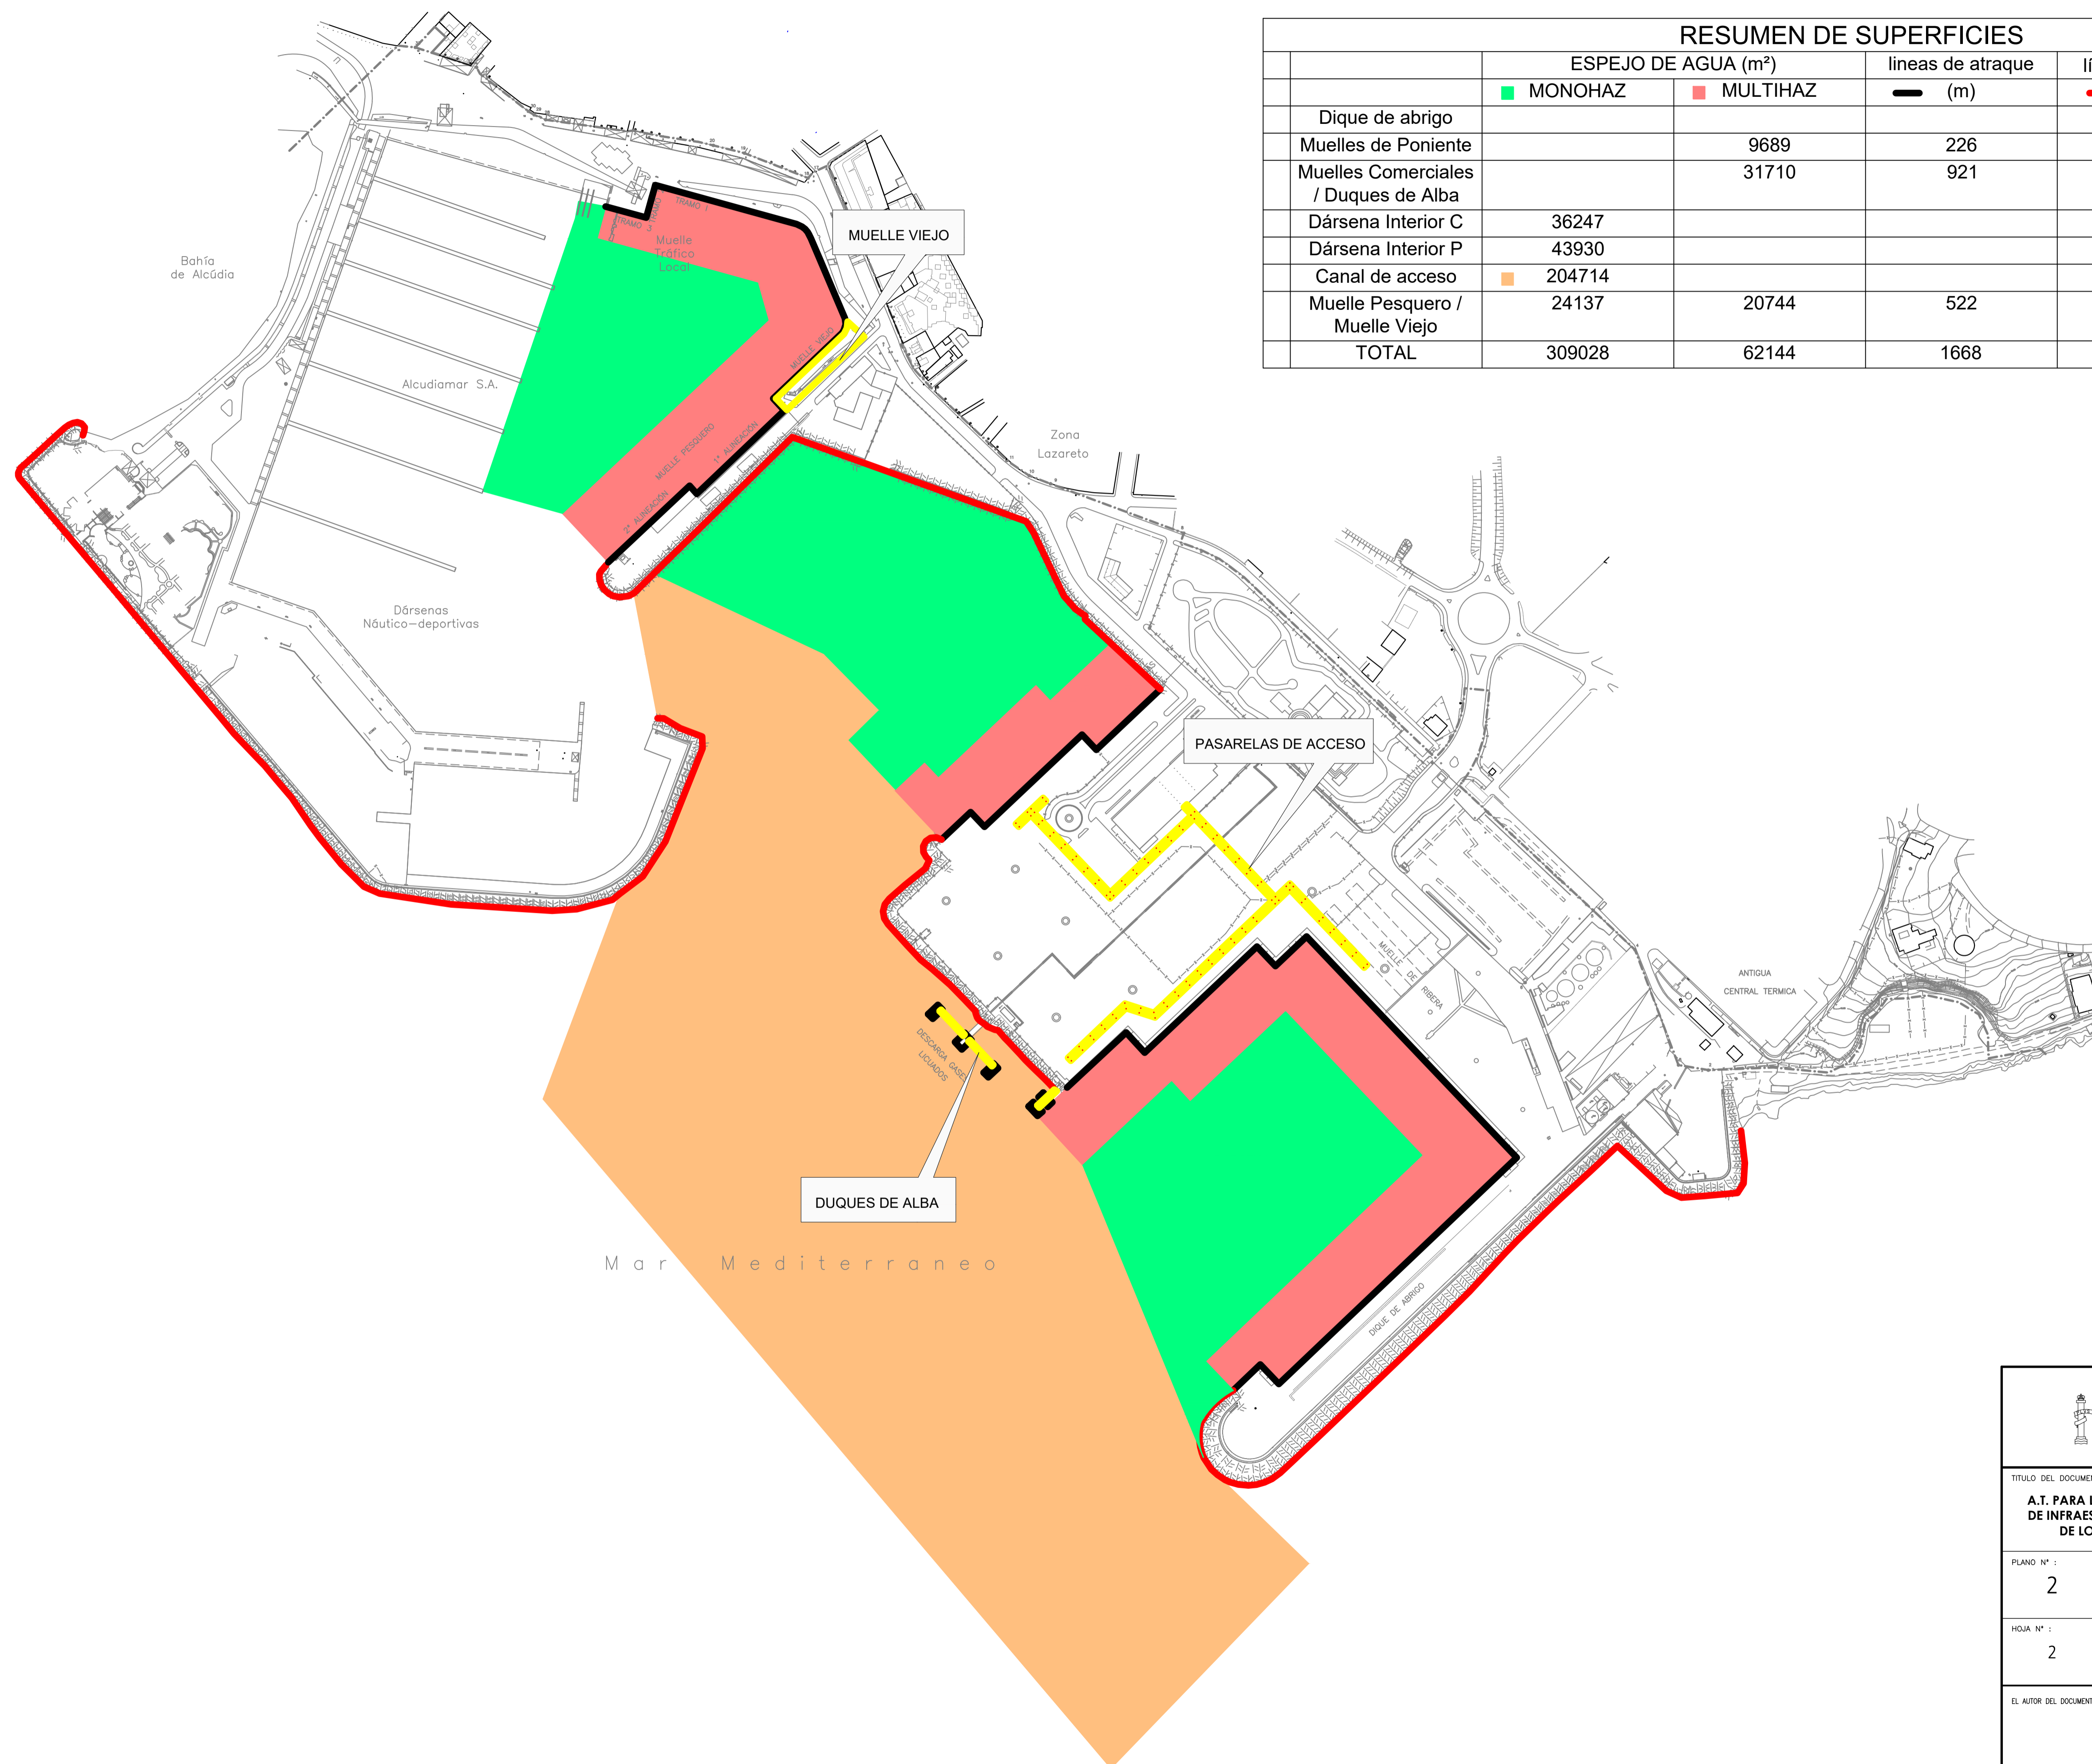 RESUMEN DE SUPERFICIES
ESPEJO DE AGUA (m²) lineas de atraque
MONOHAZ MULTIHAZ (m)
Dique de abrigo
Muelles de Poniente 9689 226
Muelles Comerciales / Duques de Alba 31710 921
Dársena Interior C 36247
Dársena Interior P 43930
Canal de acceso 204714
Muelle Pesquero / Muelle Viejo 24137 20744 522
TOTAL 309028 62144 1668
Bahía
de Alcúdia
TRAMO 1
TRAMO
TRAMO 3
Muelle
Tráfico
Local
MUELLE VIEJO
MUELLE VIEJO
Alcudiamar S.A.
MUELLE PESQUERO
1ª ALINEACIÓN
2ª ALINEACIÓN
Zona
Lazareto
Dársenas
Náutico-deportivas
PASARELAS DE ACCESO
MUELLE DE RIBERA
ANTIGUA
CENTRAL TERMICA
DESCARGA GASES
LICUADOS
DUQUES DE ALBA
Mar Mediterraneo
DIQUE DE ABRIGO
TITULO DEL
A.T. PARA
DE
DE
PLANO Nº :
2
HOJA Nº :
2
EL AUTOR DEL